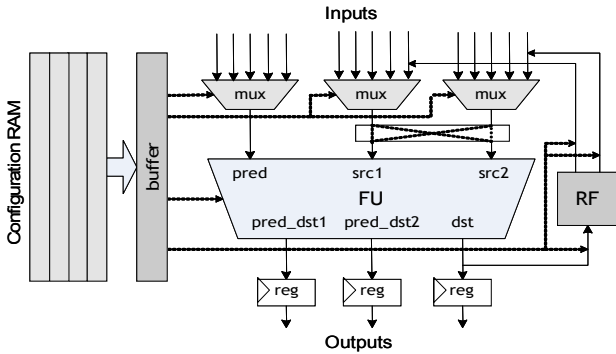 Inputs
Configuration RAM
buffer
mux
mux
mux
pred
src1
src2
FU
pred_dst1
pred_dst2
dst
RF
reg
reg
reg
Outputs